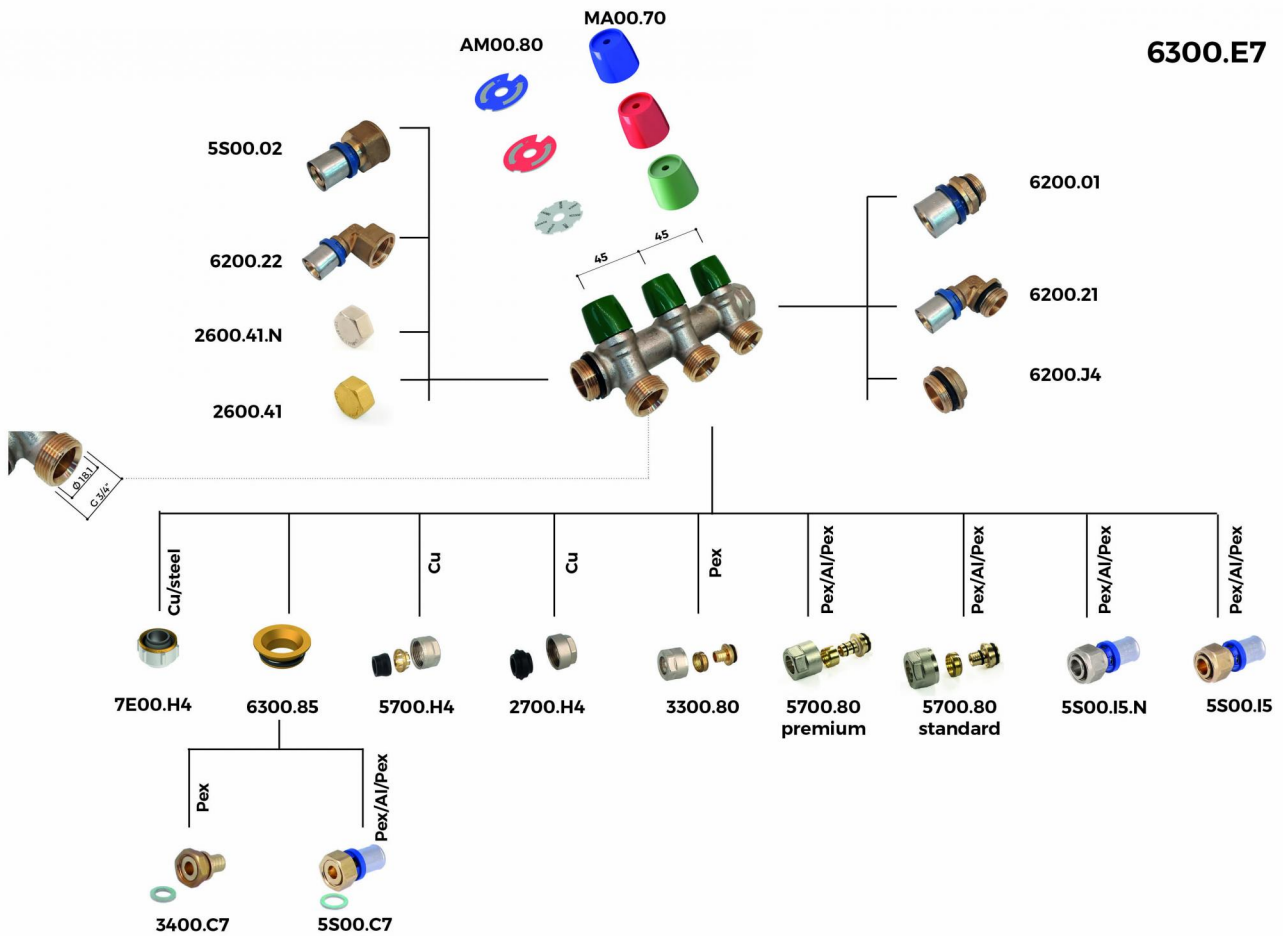 MA00.70
AM00.80
6300.E7
5S00.02
6200.22
2600.41.N
2600.41
45
45
6200.01
6200.21
6200.J4
Φ 18,1
G 3/4"
Cu/steel
Cu
Cu
Pex
Pex/Al/Pex
Pex/Al/Pex
Pex/Al/Pex
Pex/Al/Pex
7E00.H4
6300.85
5700.H4
2700.H4
3300.80
5700.80
premium
5700.80
standard
5S00.I5.N
5S00.I5
Pex
Pex/Al/Pex
3400.C7
5S00.C7